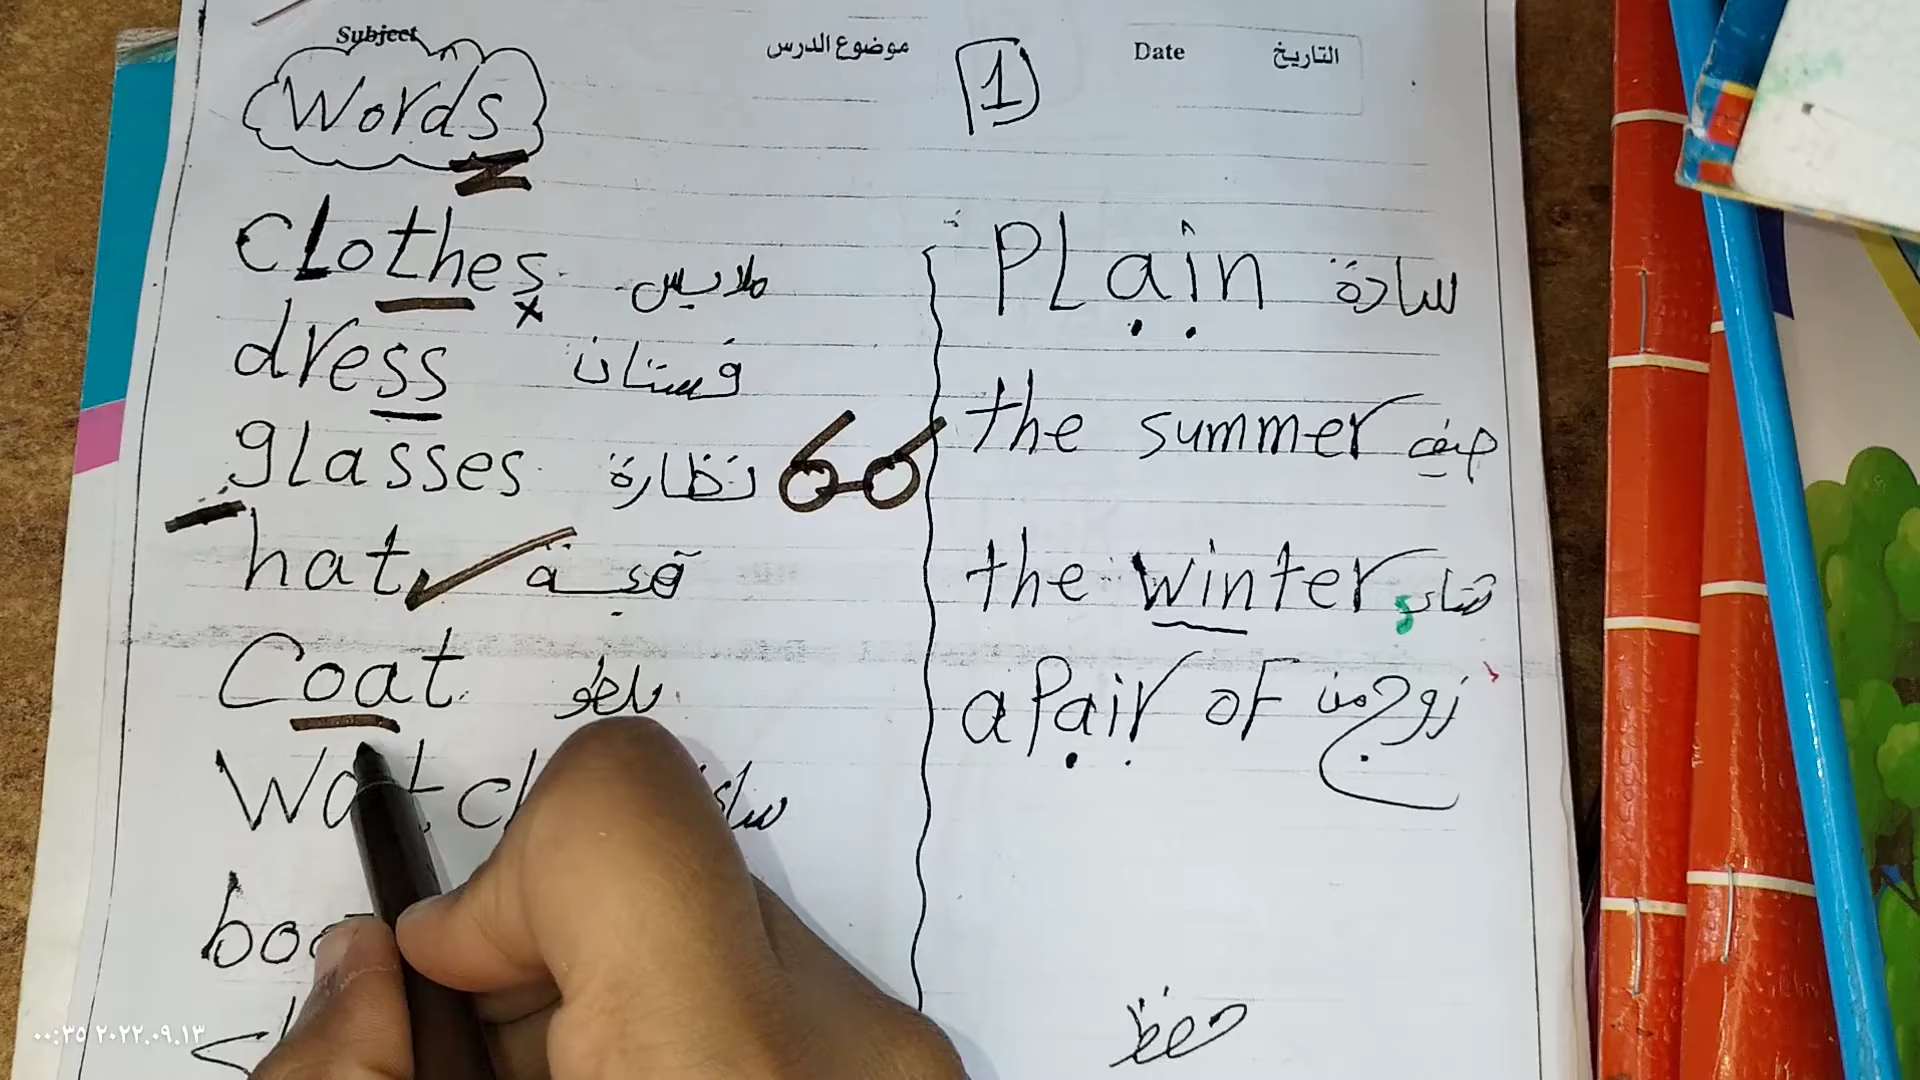 Subject موضوع الدرس Date التاريخ
Words
1
clothes ملابس
dress فستان
glasses نظارة
hat قبعة
Coat بالطو
Plain سادة
the summer صيف
the winter شتاء
a Pair of زوج من
حفظ
٠٠:٣٥ ٢٠٢٢.٠٩.١٣